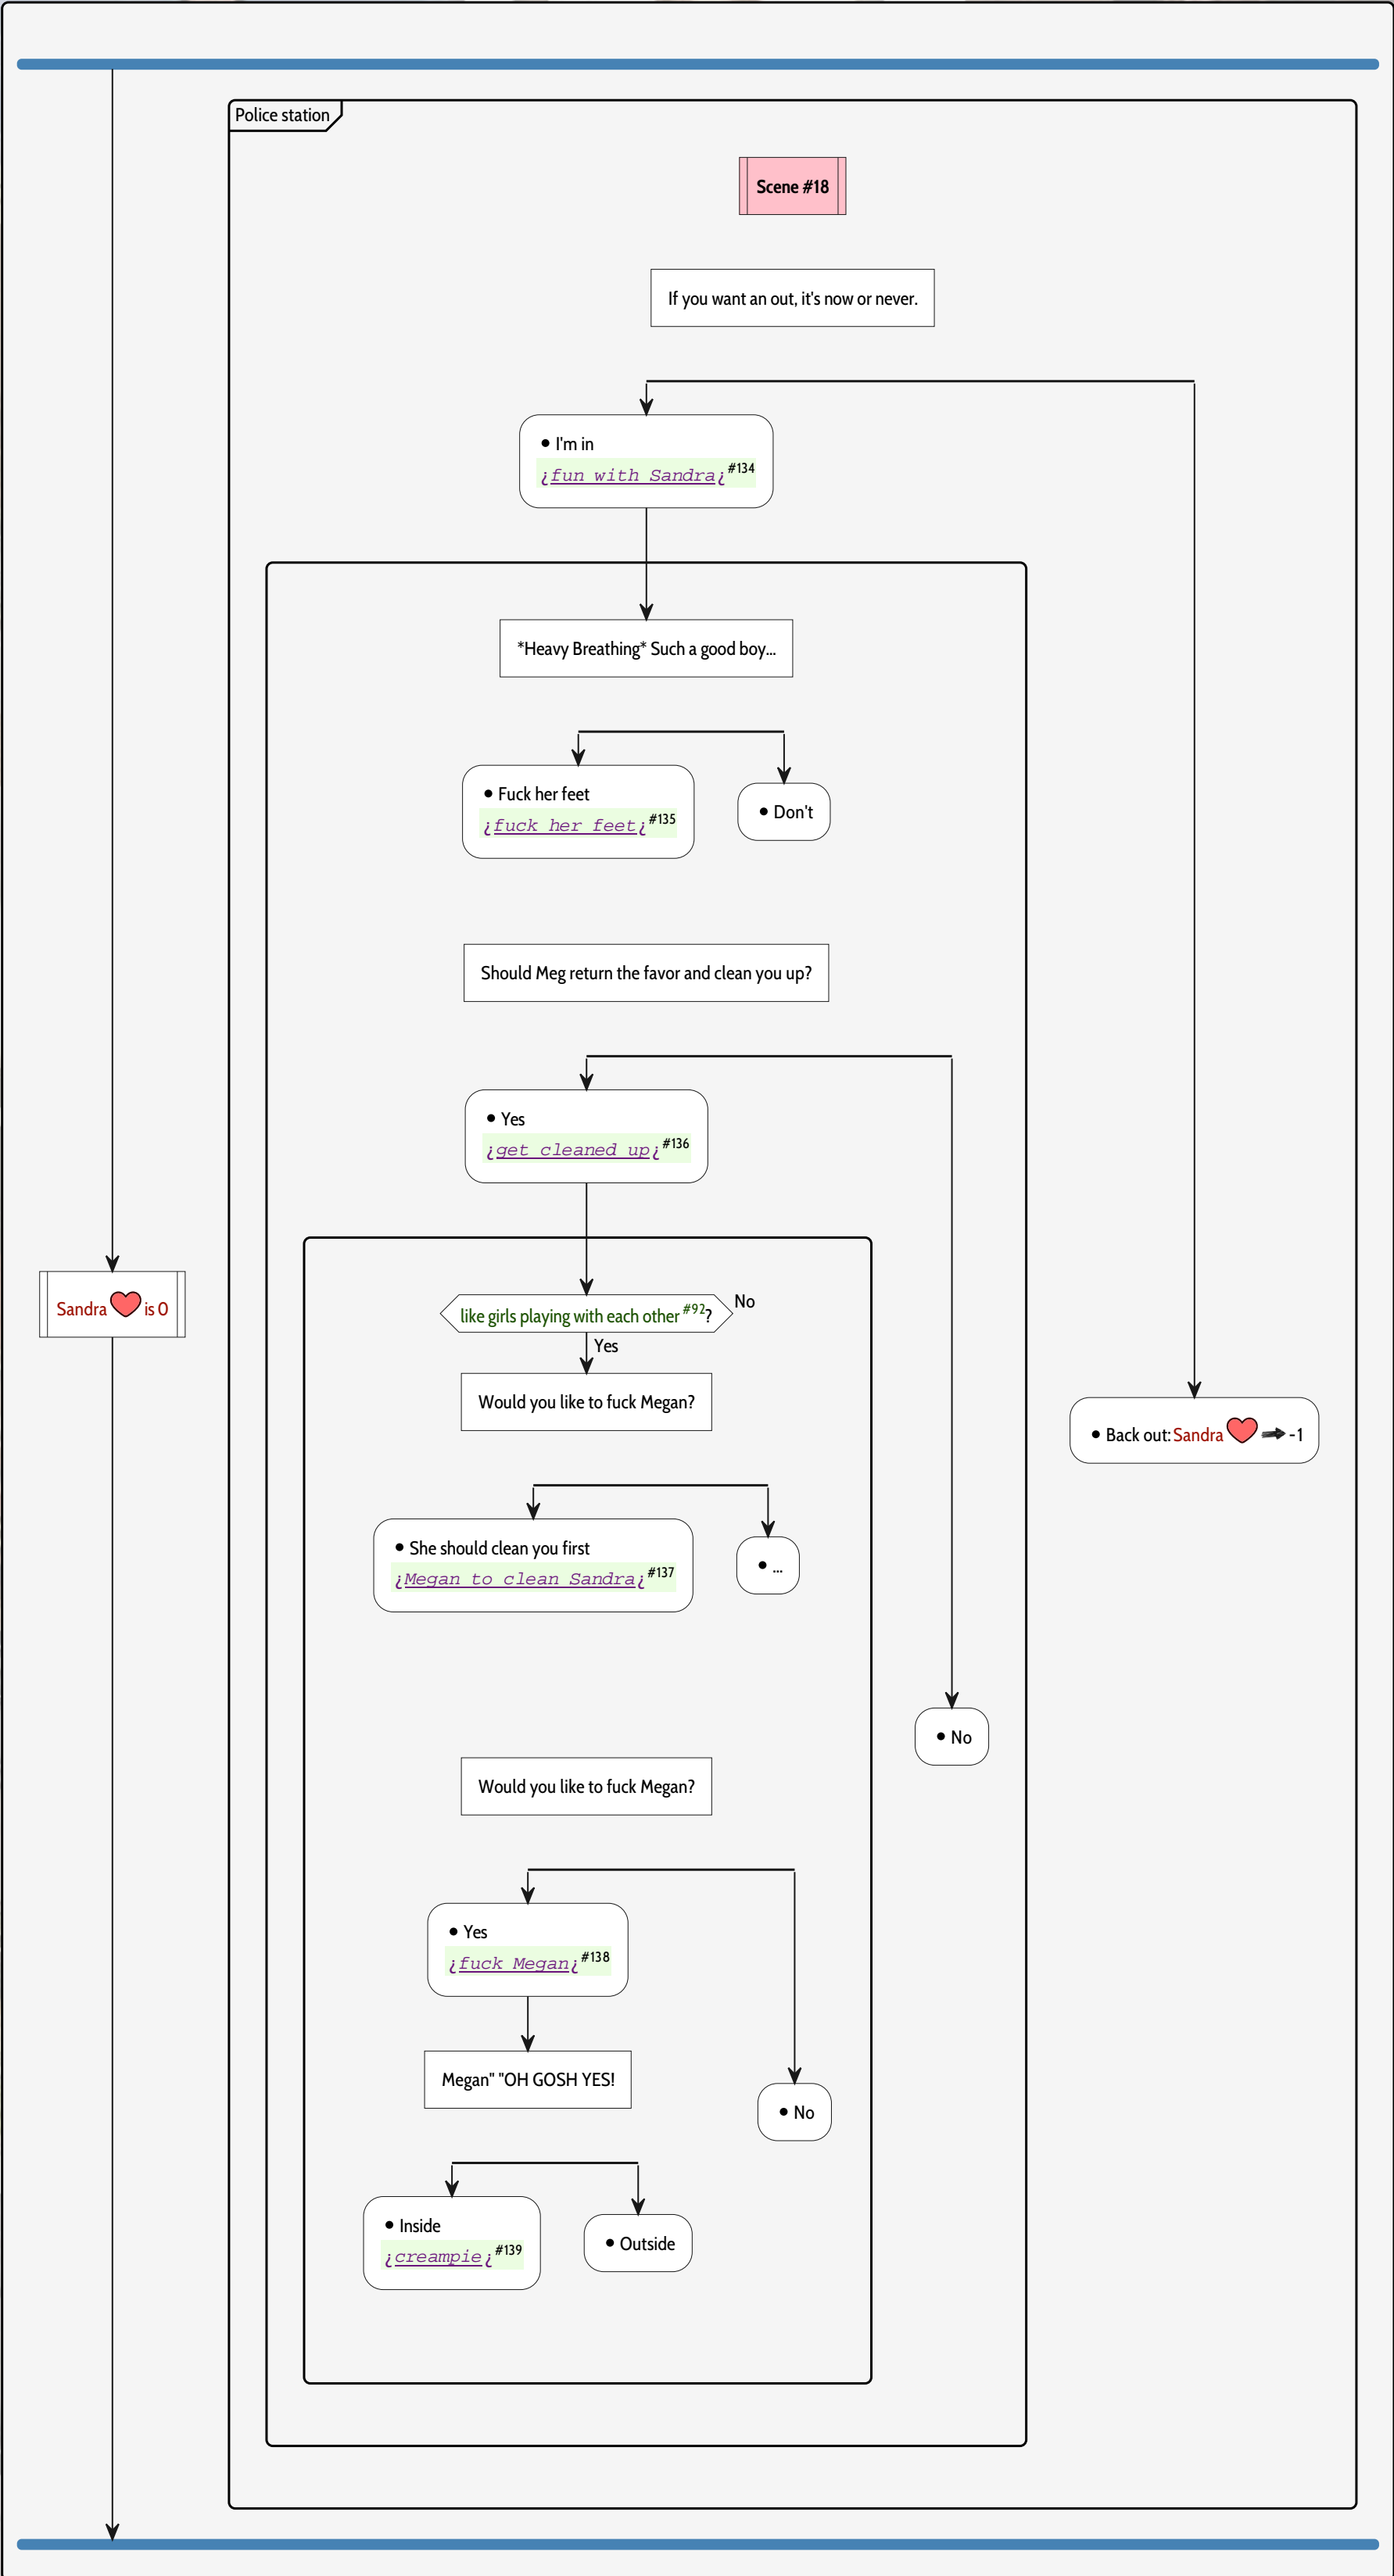 Police station
Scene #18
If you want an out, it's now or never.
• I'm in
¿fun with Sandra¿#134
*Heavy Breathing* Such a good boy...
• Fuck her feet
¿fuck her feet¿#135
• Don't
Should Meg return the favor and clean you up?
• Yes
¿get cleaned up¿#136
like girls playing with each other #92?
No
Yes
Sandra ❤ is 0
Would you like to fuck Megan?
• Back out: Sandra ❤ ➡ -1
• She should clean you first
¿Megan to clean Sandra¿#137
• ...
• No
Would you like to fuck Megan?
• Yes
¿fuck Megan¿#138
Megan" "OH GOSH YES!
• No
• Inside
¿creampie¿#139
• Outside